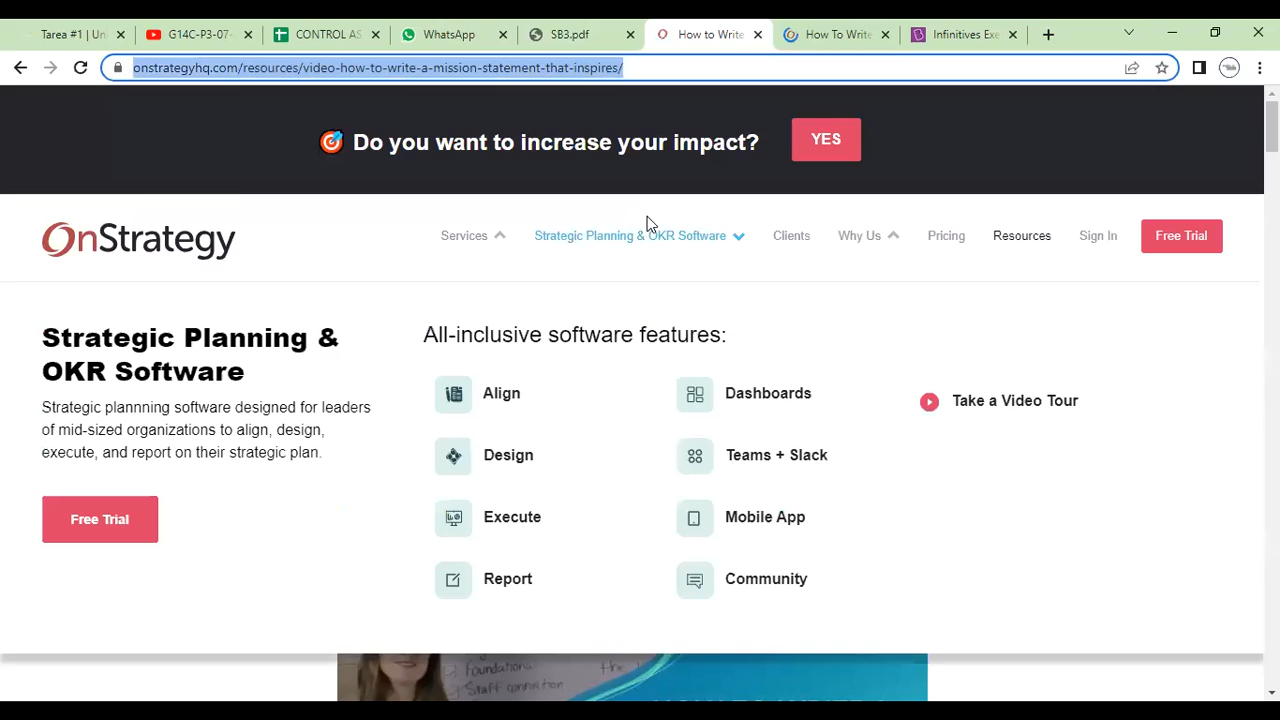 Tarea #1 | Un
G14C-P3-07-
CONTROL AS
WhatsApp
SB3.pdf
How to Write
How To Write
Infinitives Exe
onstrategyhq.com/resources/video-how-to-write-a-mission-statement-that-inspires/
Do you want to increase your impact?
YES
OnStrategy
Services
Strategic Planning & OKR Software
Clients
Why Us
Pricing
Resources
Sign In
Free Trial
Strategic Planning &
OKR Software
Strategic plannning software designed for leaders
of mid-sized organizations to align, design,
execute, and report on their strategic plan.
Free Trial
All-inclusive software features:
Align
Design
Execute
Report
Dashboards
Teams + Slack
Mobile App
Community
Take a Video Tour
Foundational
Staff connection